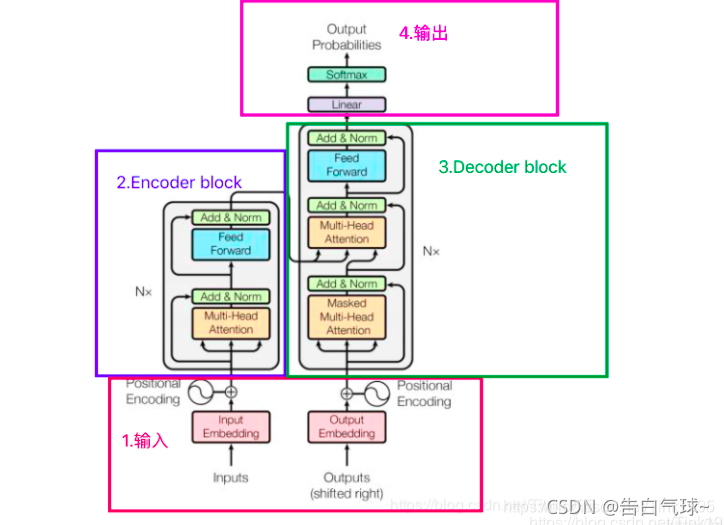 Output
Probabilities
4.输出
Softmax
Linear
2.Encoder block
Add & Norm
Feed
Forward
N×
Add & Norm
Multi-Head
Attention
3.Decoder block
Add & Norm
Feed
Forward
Add & Norm
Multi-Head
Attention
N×
Add & Norm
Masked
Multi-Head
Attention
Positional
Encoding
Positional
Encoding
1.输入
Input
Embedding
Output
Embedding
Inputs
Outputs
(shifted right)
CSDN @告白气球~